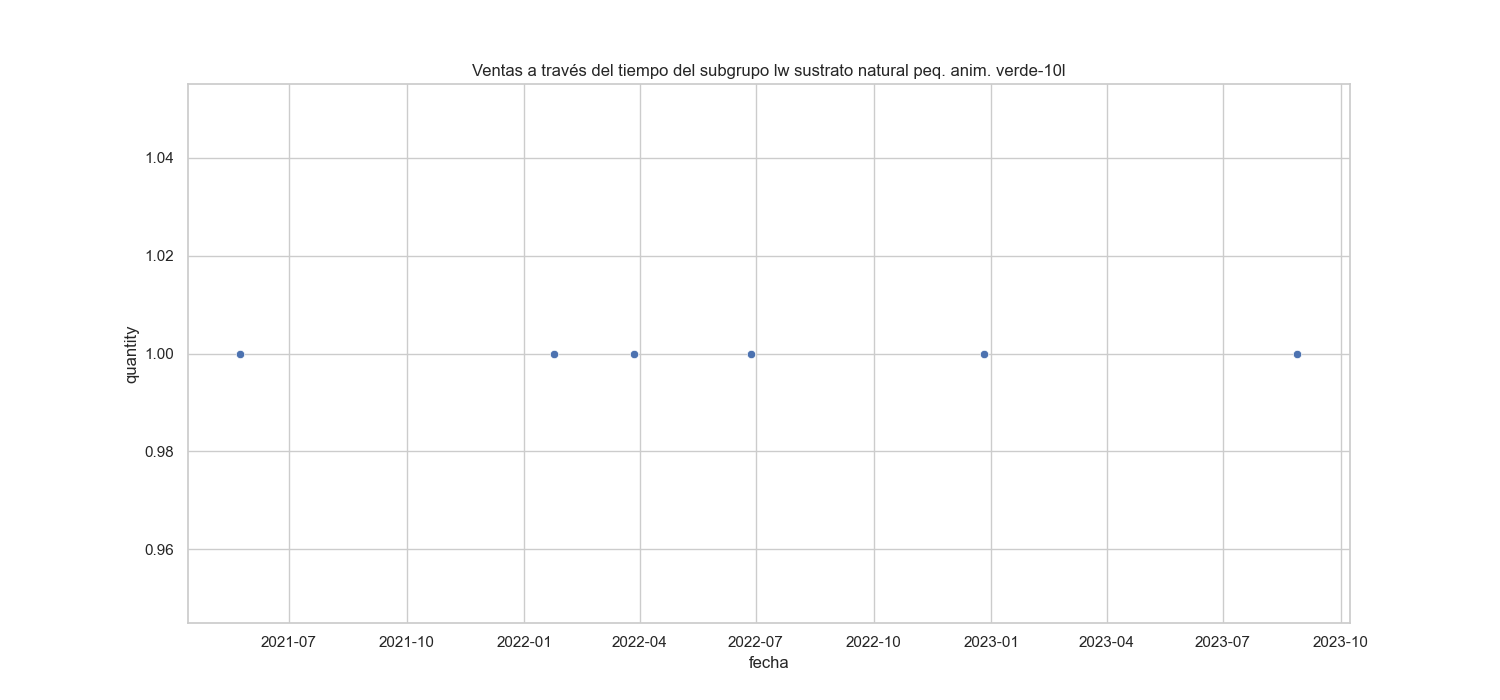 Ventas a través del tiempo del subgrupo lw sustrato natural peq. anim. verde-10l
1.04
1.02
1.00
0.98
0.96
quantity
2021-07 2021-10 2022-01 2022-04 2022-07 2022-10 2023-01 2023-04 2023-07 2023-10
fecha